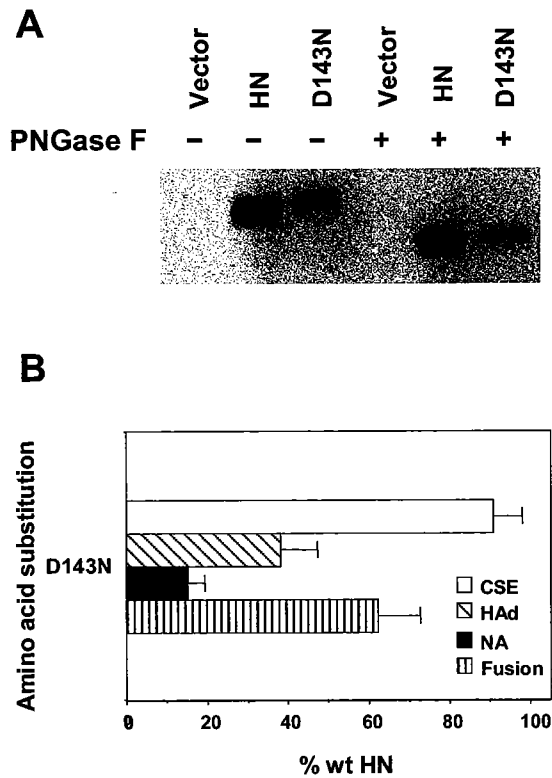 A
Vector HN D143N Vector HN D143N
PNGase F − − − + + +
B
Amino acid substitution
D143N
CSE
HAd
NA
Fusion
0 20 40 60 80 100
% wt HN